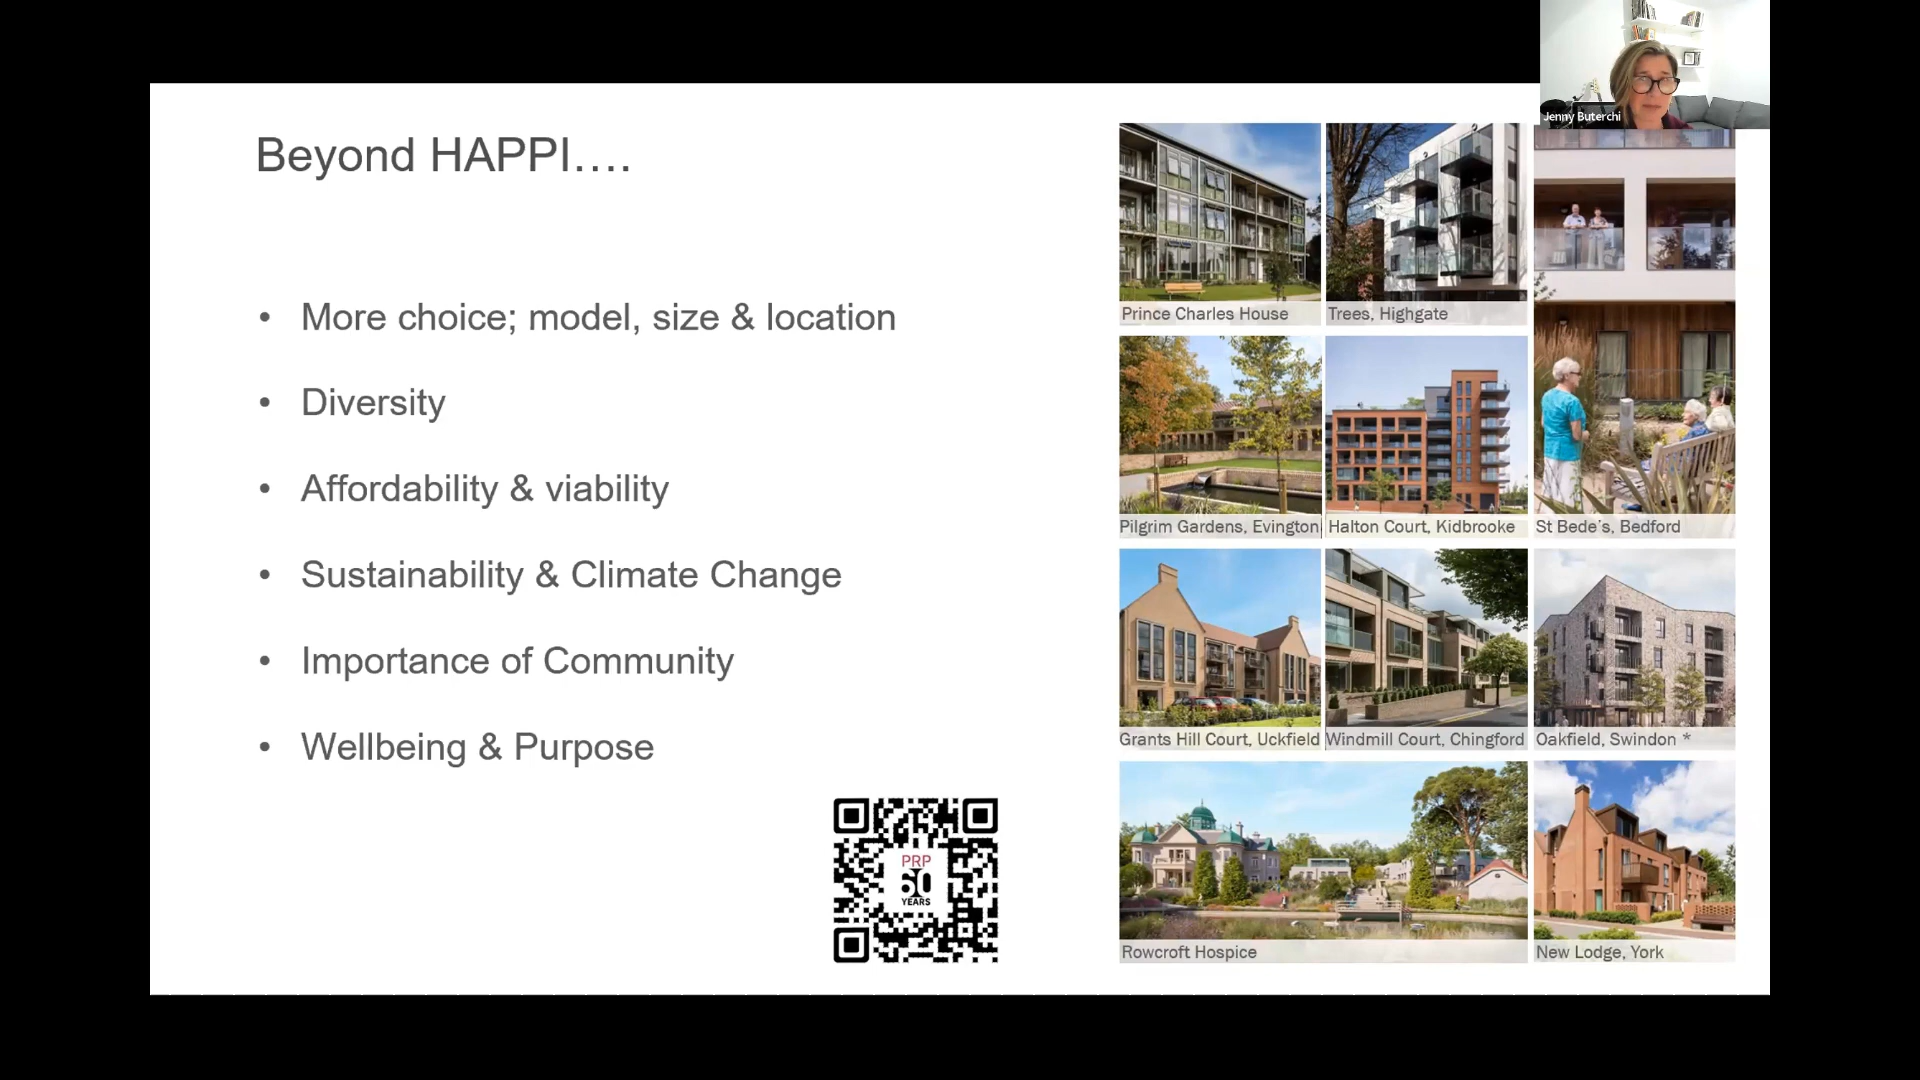 Jenny Buterchi
Beyond HAPPI....
• More choice; model, size & location
• Diversity
• Affordability & viability
• Sustainability & Climate Change
• Importance of Community
• Wellbeing & Purpose
PRP
60
YEARS
Prince Charles House
Trees, Highgate
Pilgrim Gardens, Evington
Halton Court, Kidbrooke
St Bede's, Bedford
Grants Hill Court, Uckfield
Windmill Court, Chingford
Oakfield, Swindon *
Rowcroft Hospice
New Lodge, York